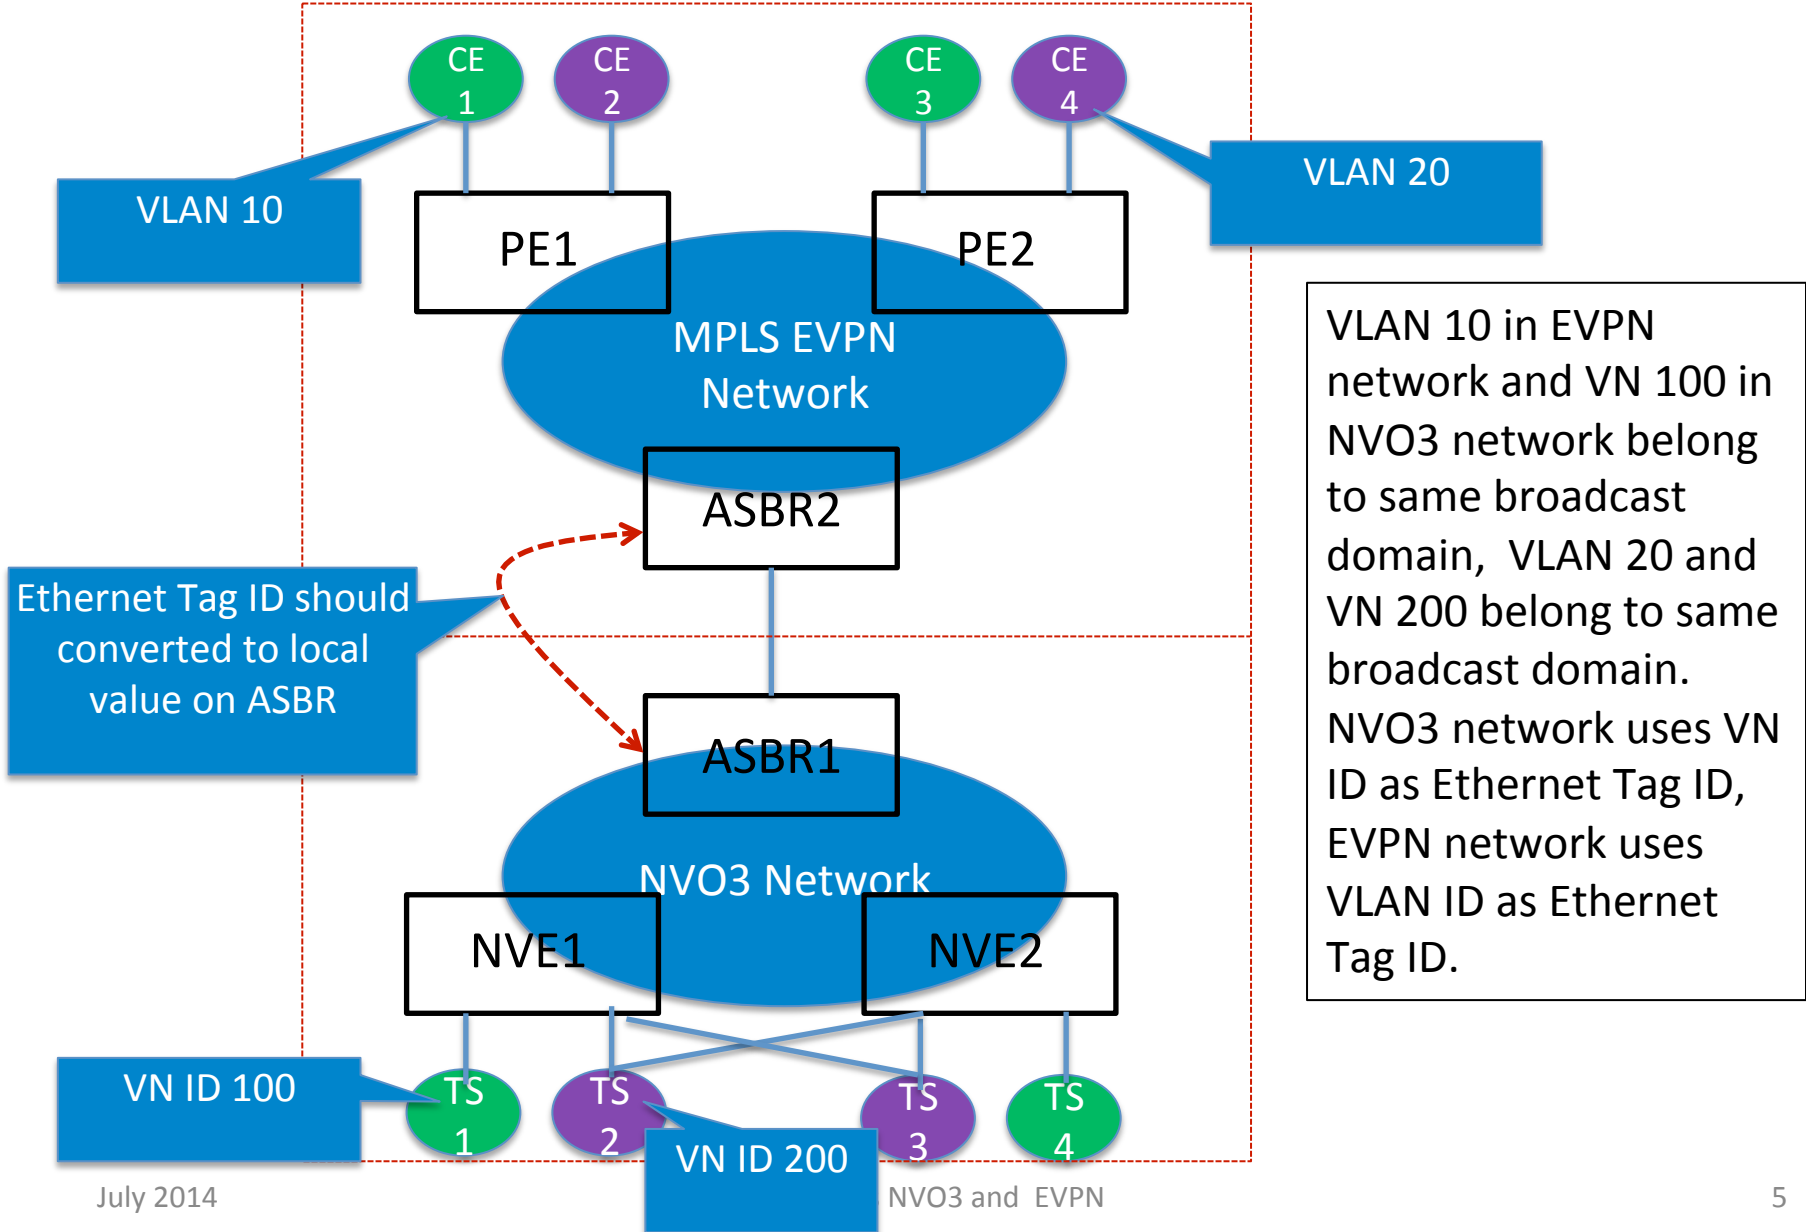 CE
1
CE
2
CE
3
CE
4
VLAN 10
VLAN 20
PE1
PE2
MPLS EVPN
Network
ASBR2
Ethernet Tag ID should
converted to local
value on ASBR
ASBR1
NVO3 Network
NVE1
NVE2
VN ID 100
TS
1
TS
2
VN ID 200
TS
3
TS
4
VLAN 10 in EVPN
network and VN 100 in
NVO3 network belong
to same broadcast
domain, VLAN 20 and
VN 200 belong to same
broadcast domain.
NVO3 network uses VN
ID as Ethernet Tag ID,
EVPN network uses
VLAN ID as Ethernet
Tag ID.
July 2014
NVO3 and EVPN
5